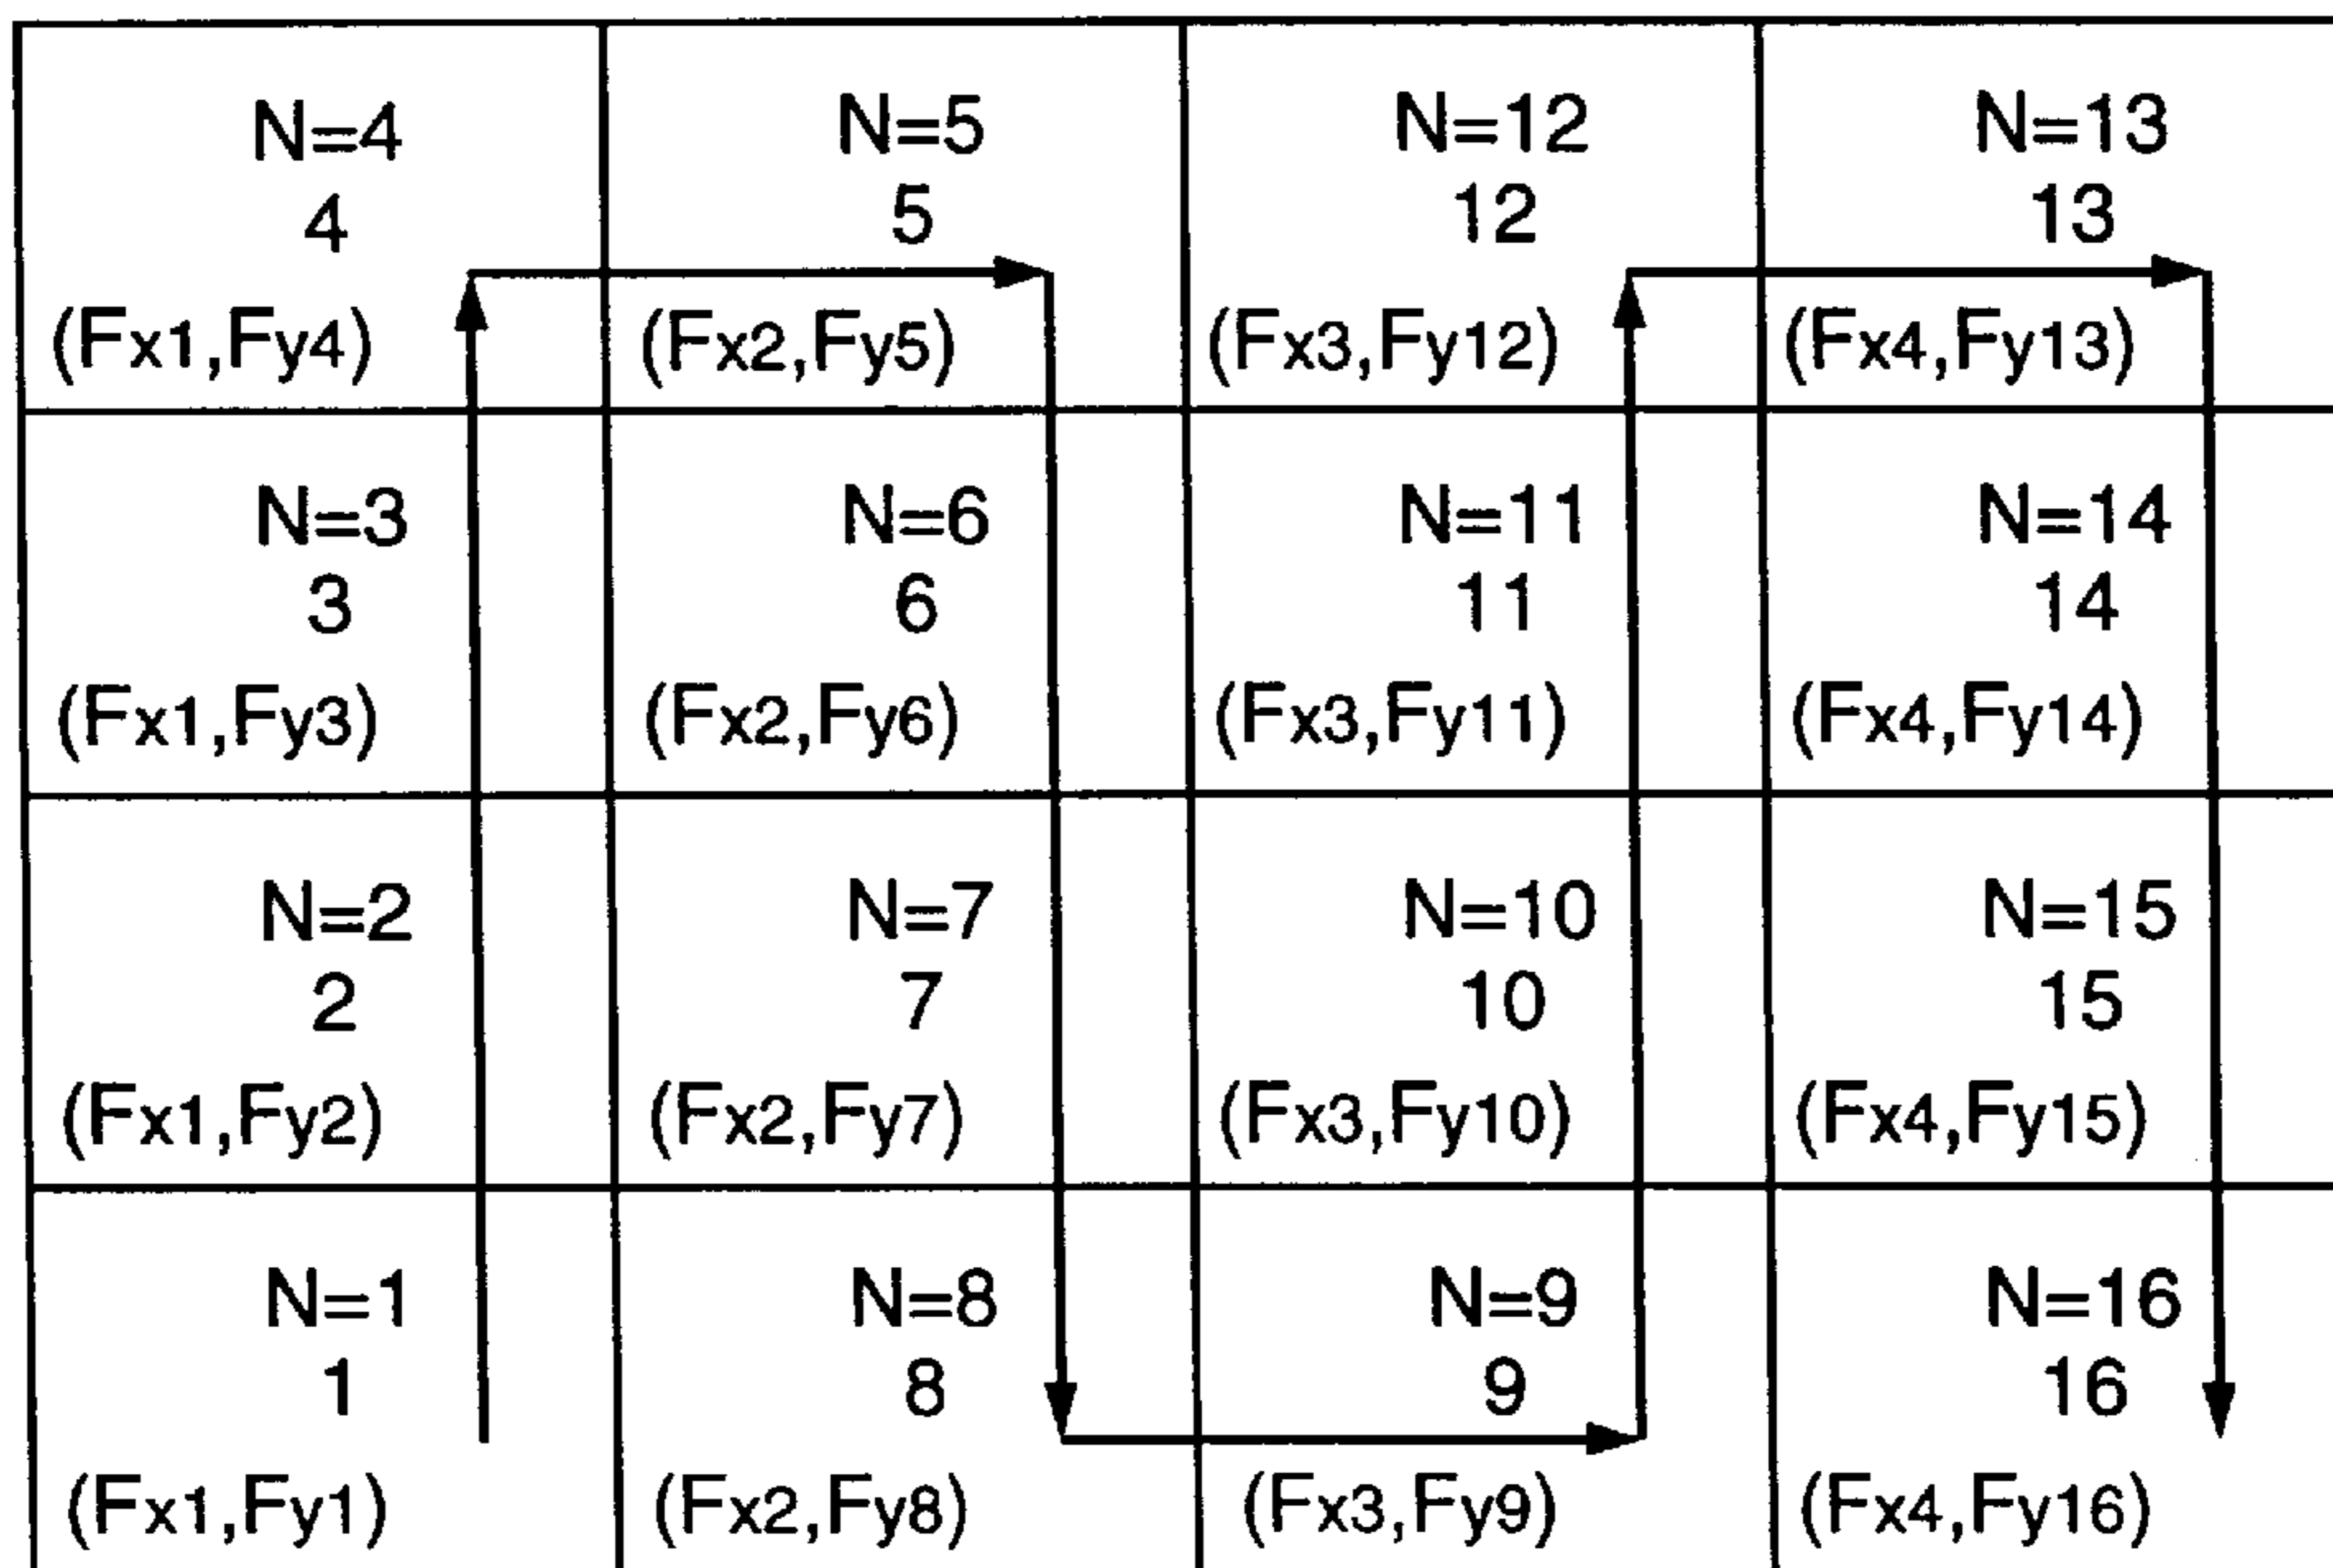 N=4
4
(Fx1,Fy4)
N=5
5
(Fx2,Fy5)
N=12
12
(Fx3,Fy12)
N=13
13
(Fx4,Fy13)
N=3
3
(Fx1,Fy3)
N=6
6
(Fx2,Fy6)
N=11
11
(Fx3,Fy11)
N=14
14
(Fx4,Fy14)
N=2
2
(Fx1,Fy2)
N=7
7
(Fx2,Fy7)
N=10
10
(Fx3,Fy10)
N=15
15
(Fx4,Fy15)
N=1
1
(Fx1,Fy1)
N=8
8
(Fx2,Fy8)
N=9
9
(Fx3,Fy9)
N=16
16
(Fx4,Fy16)